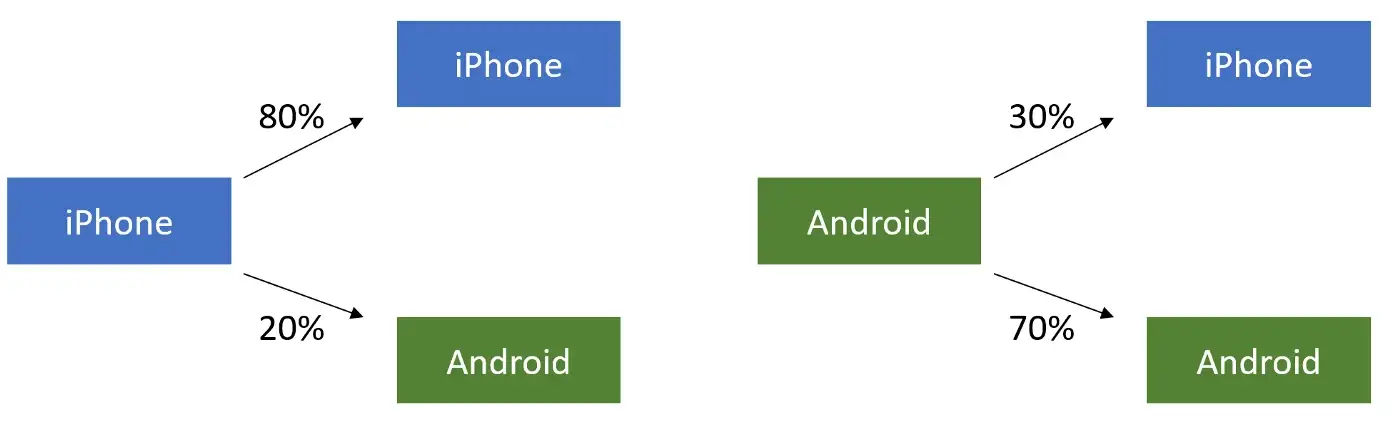 iPhone
80%
iPhone
20%
Android
iPhone
30%
Android
70%
Android